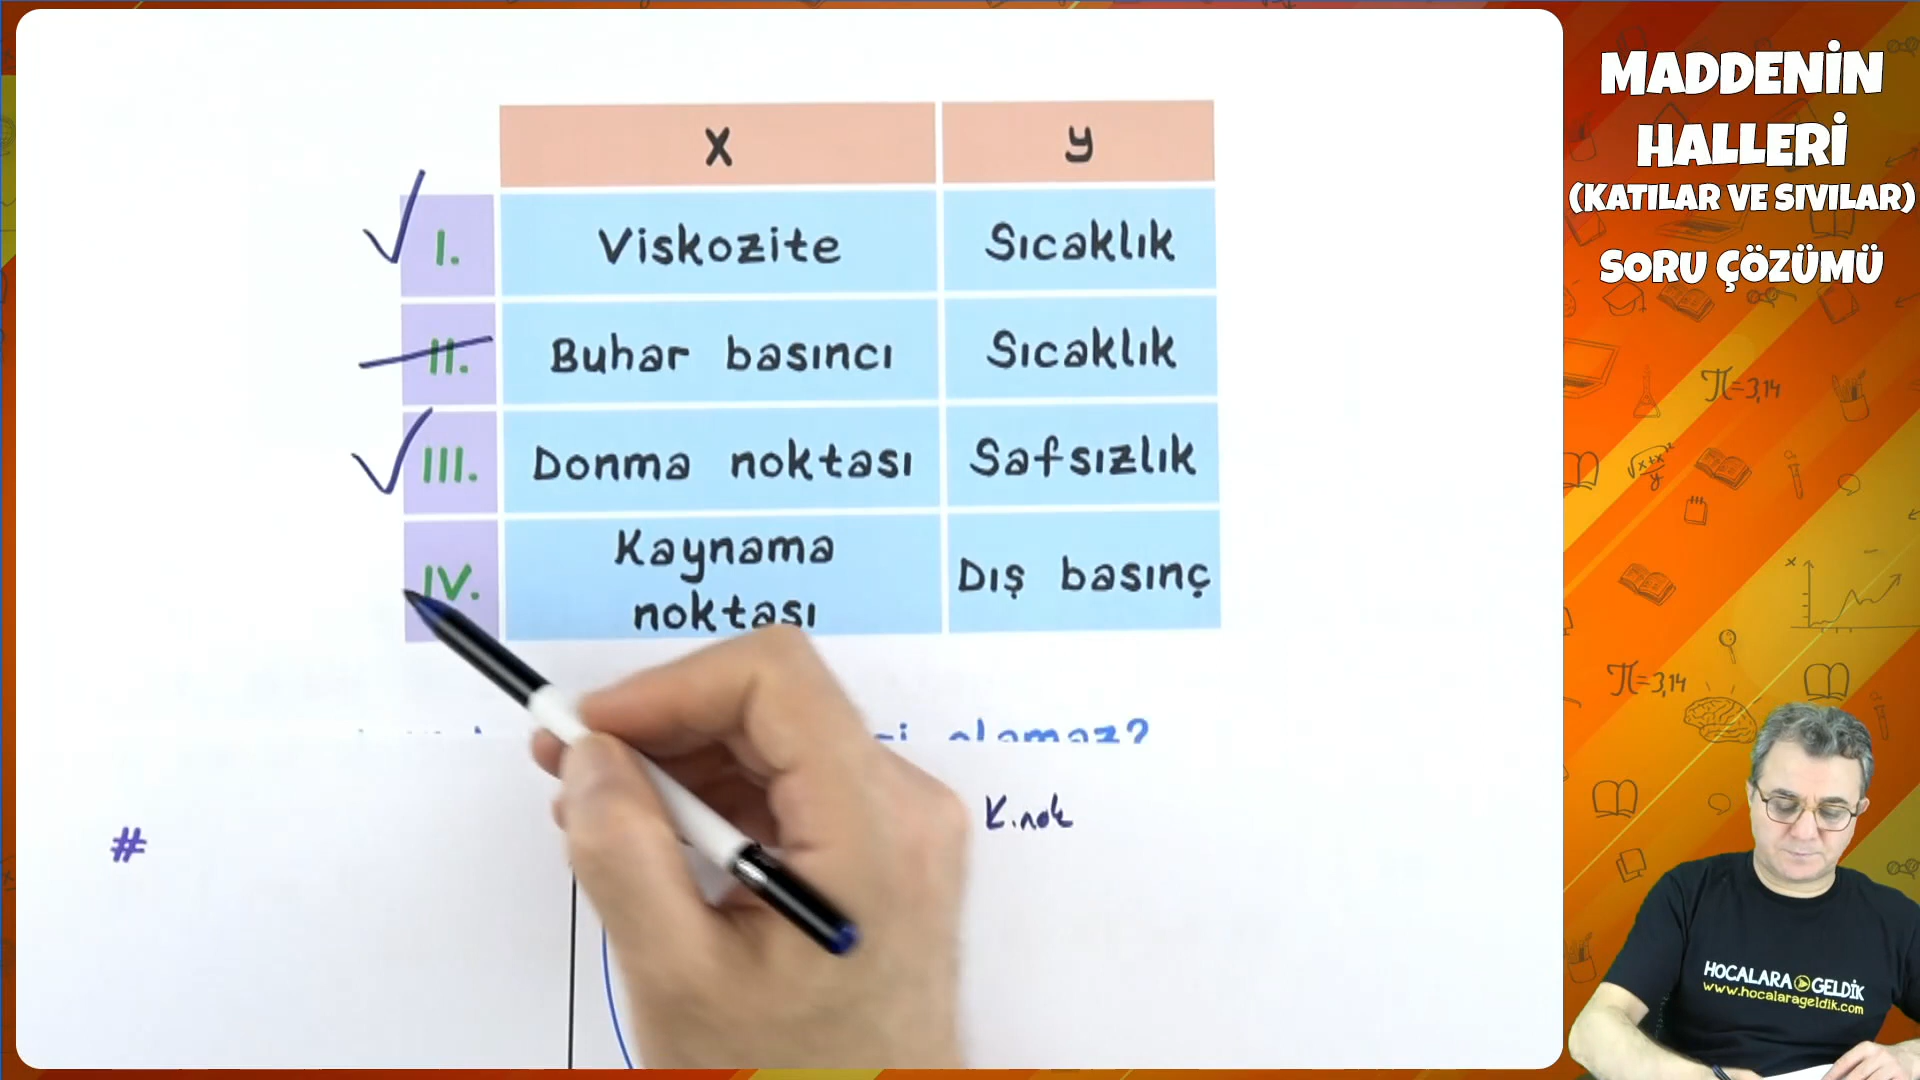 MADDENİN
HALLERİ
(KATILAR VE SIVILAR)
SORU ÇÖZÜMÜ
X y
I. Viskozite Sıcaklık
II. Buhar basıncı Sıcaklık
III. Donma noktası Safsızlık
IV. Kaynama noktası Dış basınç
olamaz?
K.nok
#
π=3,14
π=3,14
HOCALARA GELDİK
www.hocalarageldik.com